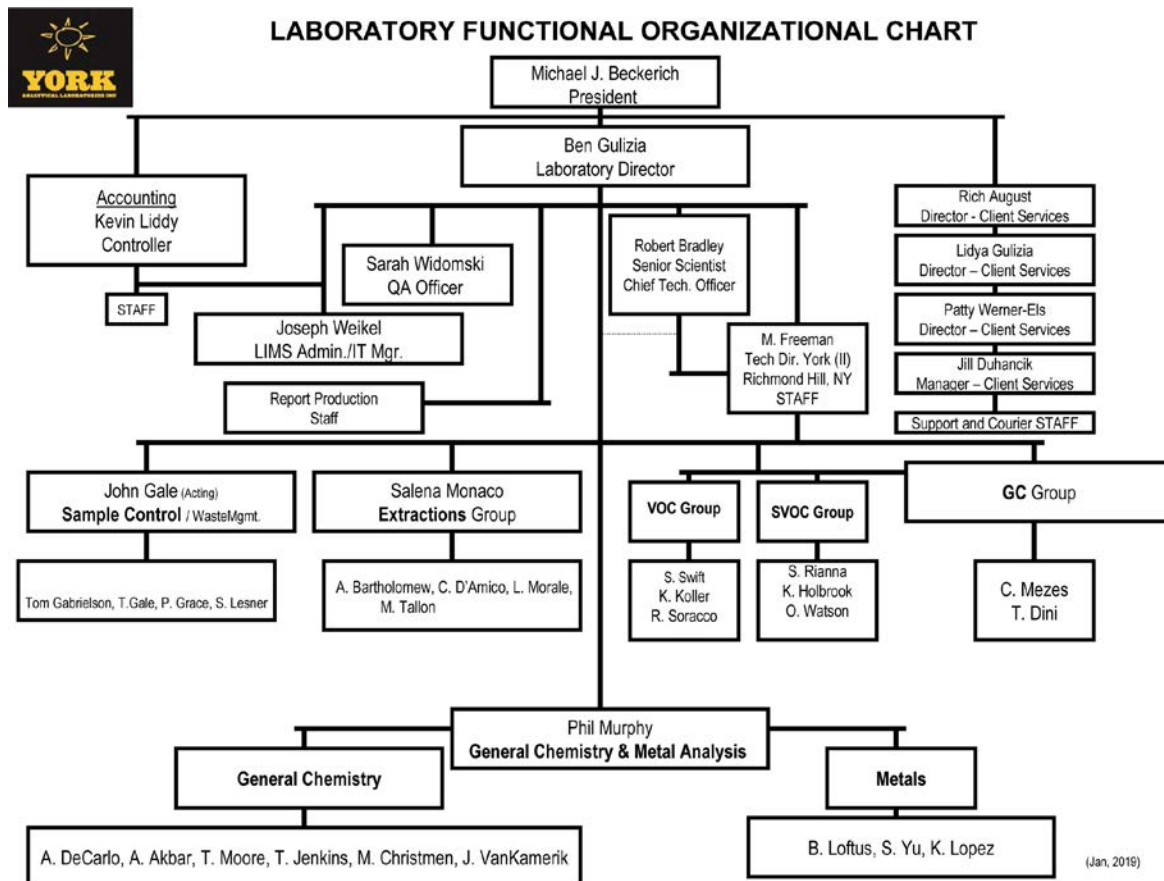 YORK
ANALYTICAL LABORATORIES INC
LABORATORY FUNCTIONAL ORGANIZATIONAL CHART
Michael J. Beckerich
President
Ben Gulizia
Laboratory Director
Accounting
Kevin Liddy
Controller
STAFF
Sarah Widomski
QA Officer
Joseph Weikel
LIMS Admin./IT Mgr.
Report Production
Staff
Robert Bradley
Senior Scientist
Chief Tech. Officer
M. Freeman
Tech Dir. York (II)
Richmond Hill, NY
STAFF
Rich August
Director - Client Services
Lidya Gulizia
Director – Client Services
Patty Werner-Els
Director – Client Services
Jill Duhancik
Manager – Client Services
Support and Courier STAFF
John Gale (Acting)
Sample Control / WasteMgmt.
Tom Gabrielson, T.Gale, P. Grace, S. Lesner
Salena Monaco
Extractions Group
A. Bartholomew, C. D'Amico, L. Morale,
M. Tallon
VOC Group
S. Swift
K. Koller
R. Soracco
SVOC Group
S. Rianna
K. Holbrook
O. Watson
GC Group
C. Mezes
T. Dini
Phil Murphy
General Chemistry & Metal Analysis
General Chemistry
A. DeCarlo, A. Akbar, T. Moore, T. Jenkins, M. Christmen, J. VanKamerik
Metals
B. Loftus, S. Yu, K. Lopez
(Jan, 2019)